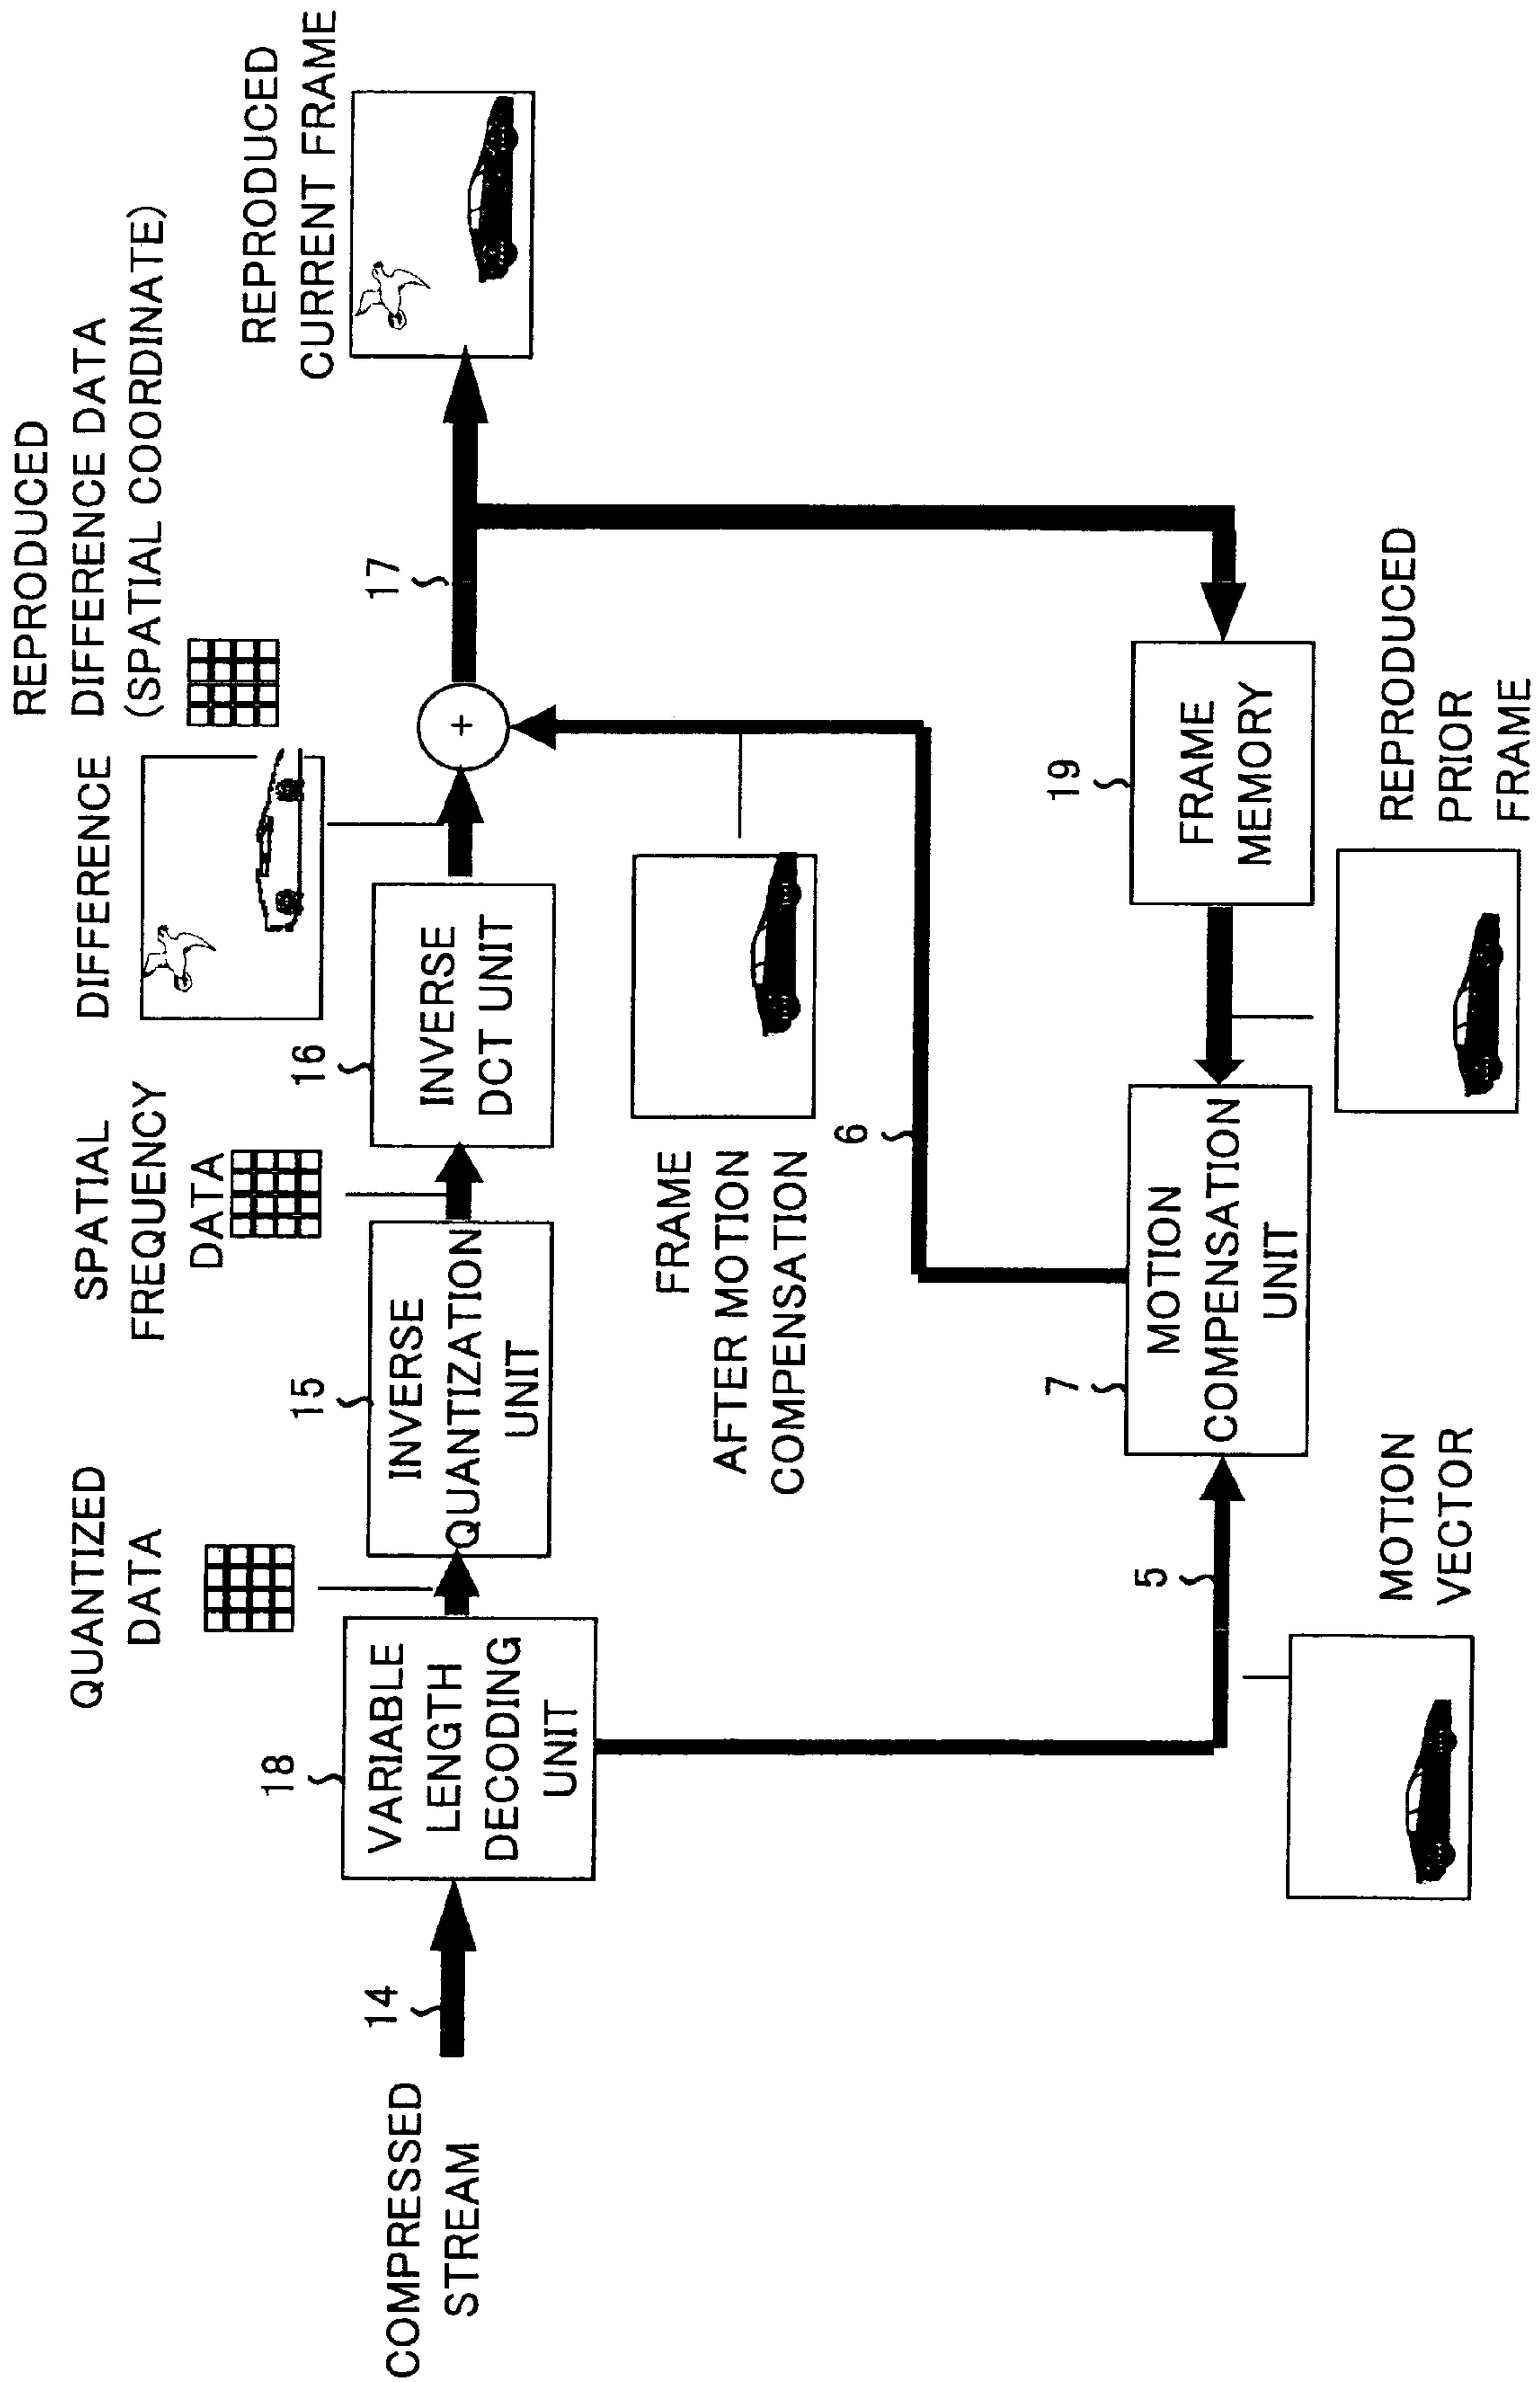 COMPRESSED
STREAM
14
18
VARIABLE
LENGTH
DECODING
UNIT
QUANTIZED
DATA
15
INVERSE
QUANTIZATION
UNIT
SPATIAL
FREQUENCY
DATA
16
INVERSE
DCT UNIT
DIFFERENCE
REPRODUCED
DIFFERENCE DATA
(SPATIAL COORDINATE)
+
17
REPRODUCED
CURRENT FRAME
FRAME
AFTER MOTION
COMPENSATION
6
5
MOTION
VECTOR
7
MOTION
COMPENSATION
UNIT
19
FRAME
MEMORY
REPRODUCED
PRIOR
FRAME